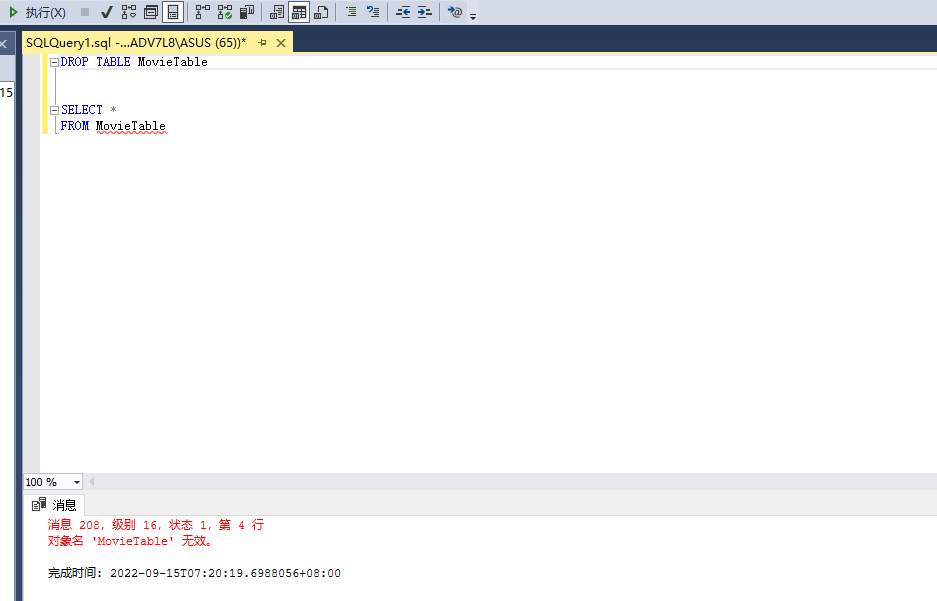 执行(X)
SQLQuery1.sql -...ADV7L8\ASUS (65))*
15
DROP TABLE MovieTable
SELECT *
FROM MovieTable
100 %
消息
消息 208，级别 16，状态 1，第 4 行
对象名 'MovieTable' 无效。
完成时间: 2022-09-15T07:20:19.6988056+08:00